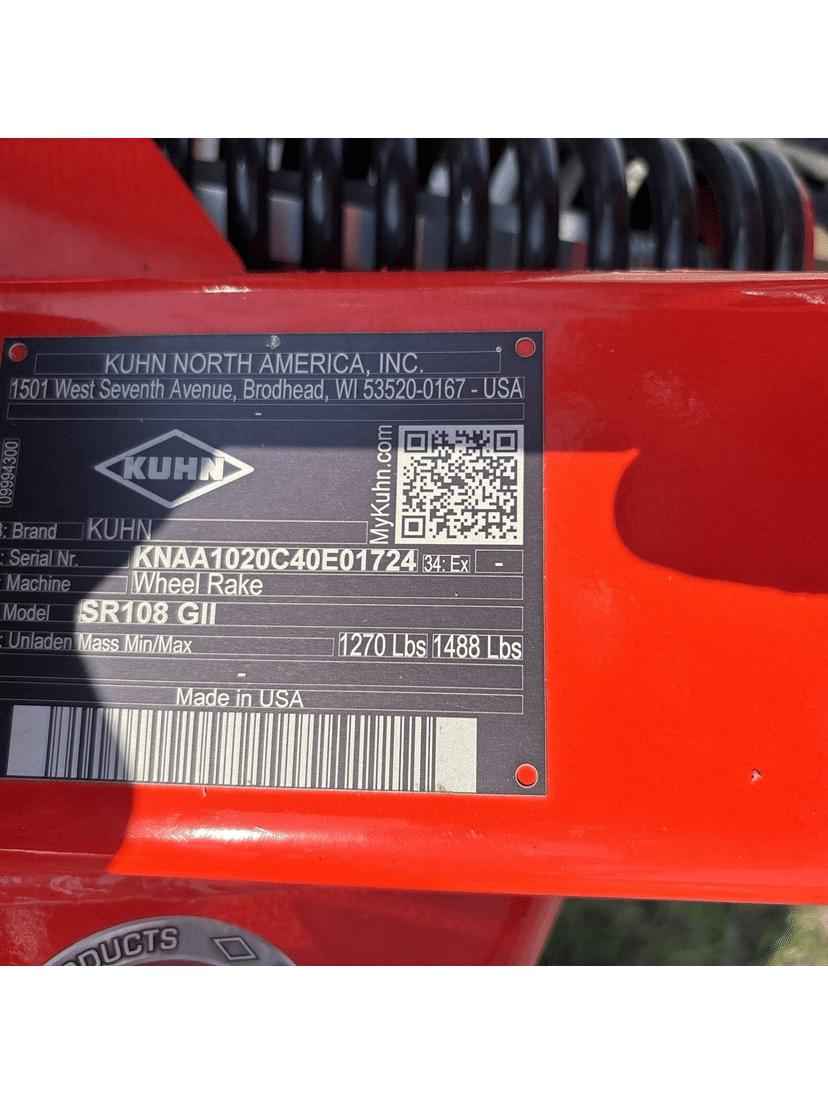 KUHN NORTH AMERICA, INC.
1501 West Seventh Avenue, Brodhead, WI 53520-0167 - USA
-
09994300
KUHN
MyKuhn.com
: Brand KUHN
: Serial Nr. KNAA1020C40E01724 34: Ex -
Machine Wheel Rake
Model SR108 GII
: Unladen Mass Min/Max 1270 Lbs 1488 Lbs
-
Made in USA